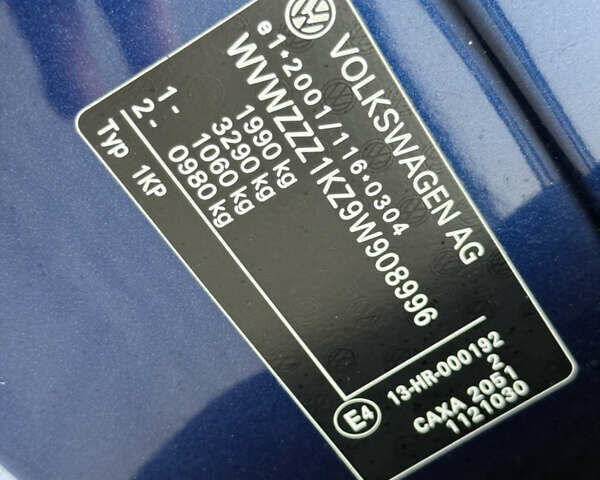 VOLKSWAGEN AG
e1*2001/116*0304
WVWZZZ1KZ9W908996
1990 kg
3290 kg
1- 1060 kg
2- 0980 kg
Typ 1KP
E4 13-HR-000192
2
CAXA 2051
1121030